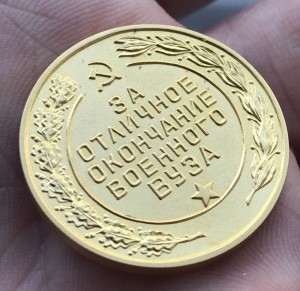 ЗА
ОТЛИЧНОЕ
ОКОНЧАНИЕ
ВОЕННОГО
ВУЗА